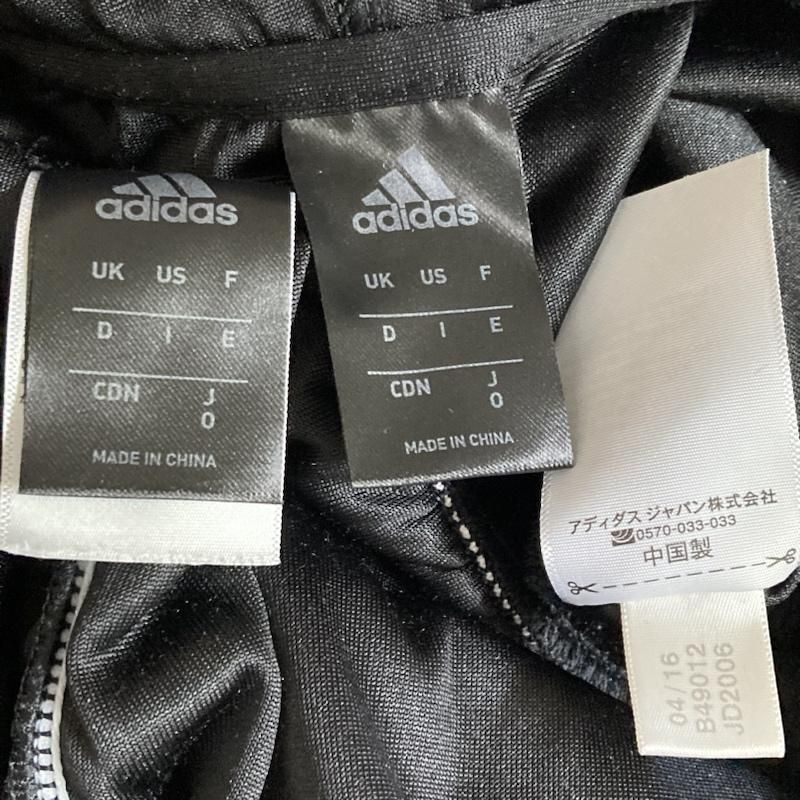 adidas
UK US F
D I E
CDN J
O
MADE IN CHINA
adidas
UK US F
D I E
CDN J
O
MADE IN CHINA
アディダス ジャパン株式会社
0570-033-033
中国製
04/16
B49012
JD2006